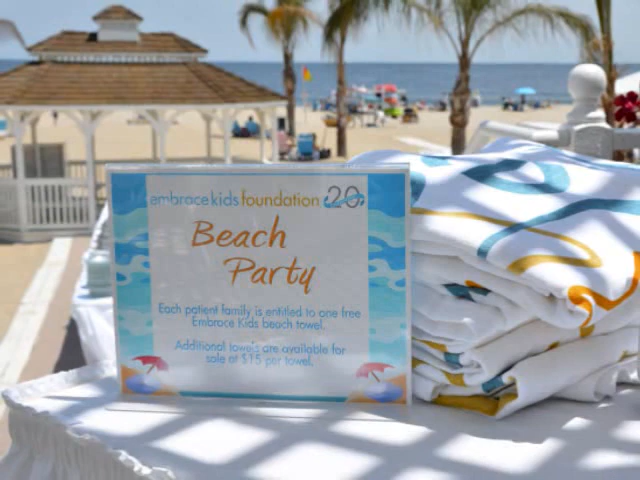 embrace kids foundation 20
Beach
Party
Each patient family is entitled to one free
Embrace Kids beach towel.
Additional towels are available for
sale at $15 per towel.